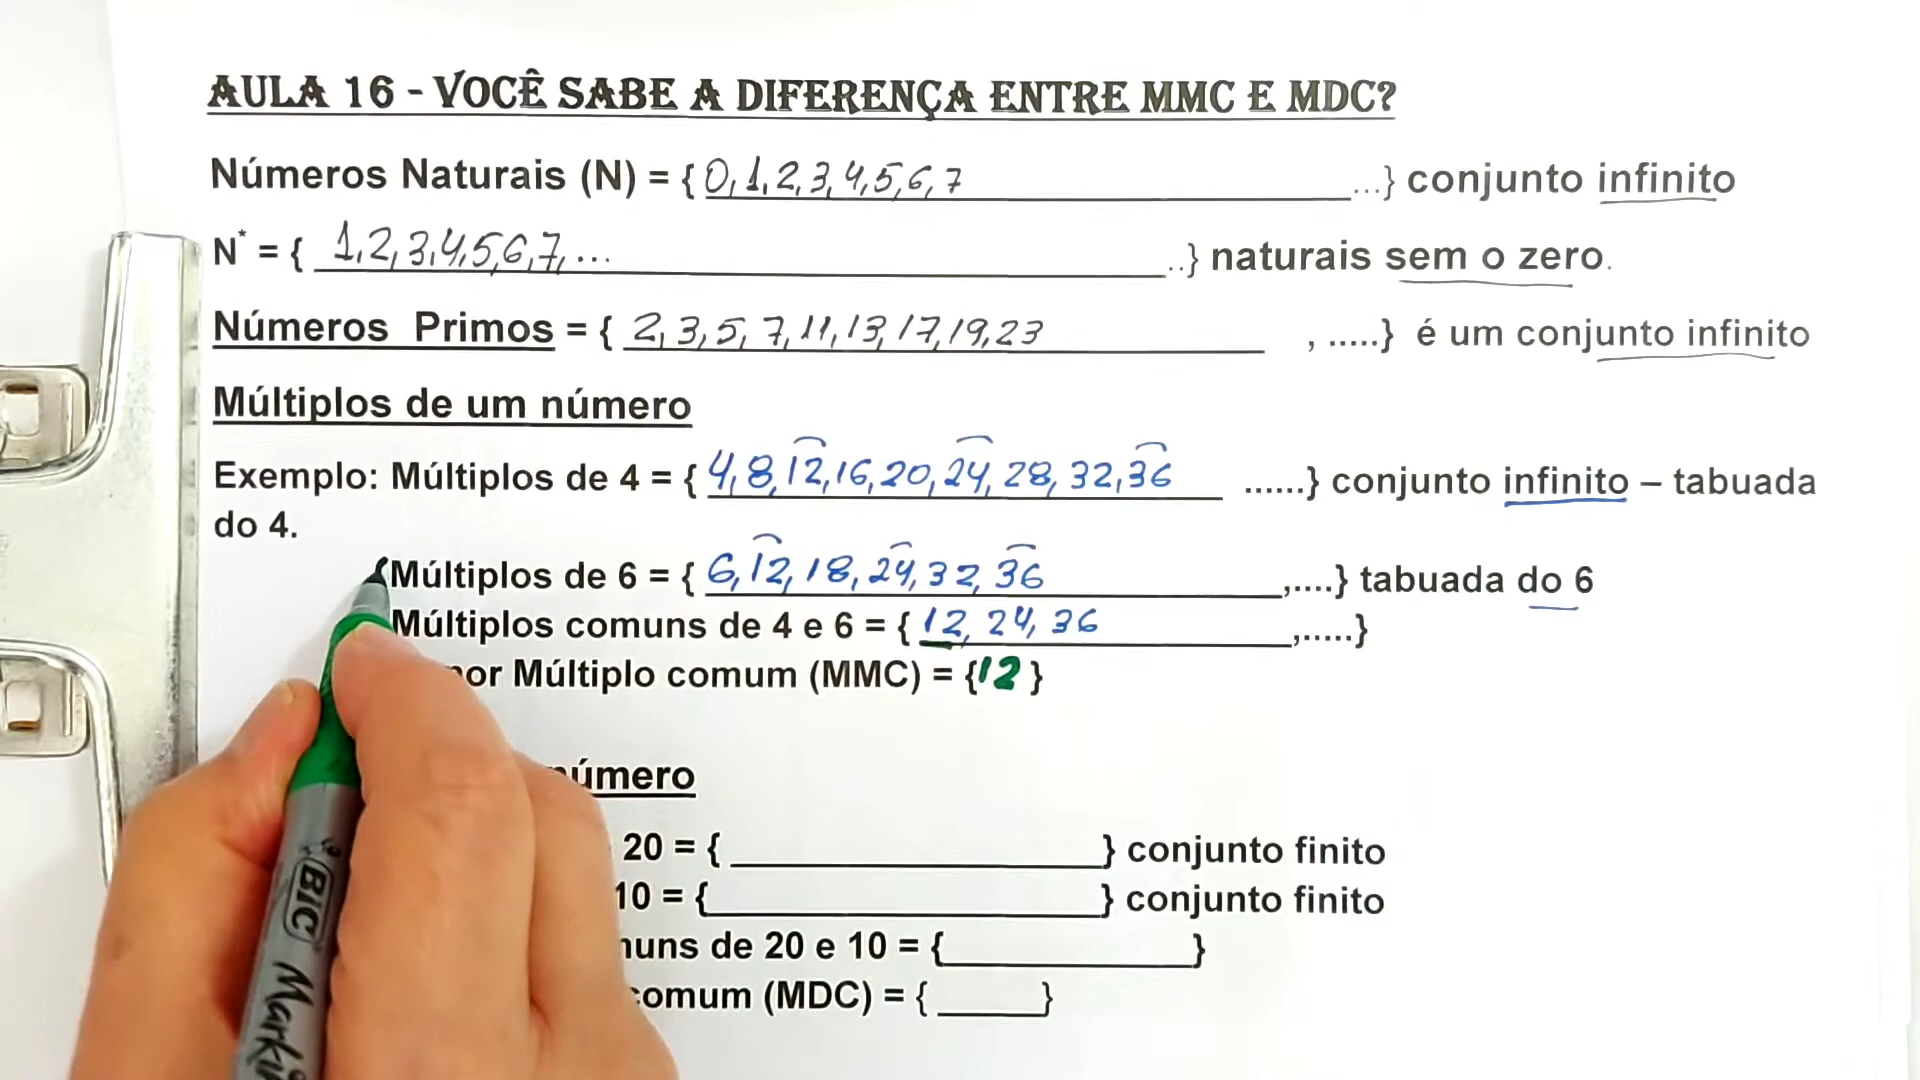 AULA 16 - VOCÊ SABE A DIFERENÇA ENTRE MMC E MDC?
Números Naturais (N) = { 0,1,2,3,4,5,6,7 ...} conjunto infinito
N* = { 1,2,3,4,5,6,7,... ..} naturais sem o zero.
Números Primos = { 2,3,5,7,11,13,17,19,23 , .....} é um conjunto infinito
Múltiplos de um número
Exemplo: Múltiplos de 4 = { 4,8,12,16,20,24,28,32,36 ......} conjunto infinito – tabuada
do 4.
Múltiplos de 6 = { 6,12,18,24,32,36 ,....} tabuada do 6
Múltiplos comuns de 4 e 6 = { 12,24,36 ,.....}
or Múltiplo comum (MMC) = {12}
número
20 = { } conjunto finito
10 = { } conjunto finito
uns de 20 e 10 = { }
comum (MDC) = { }
BIC
Marki